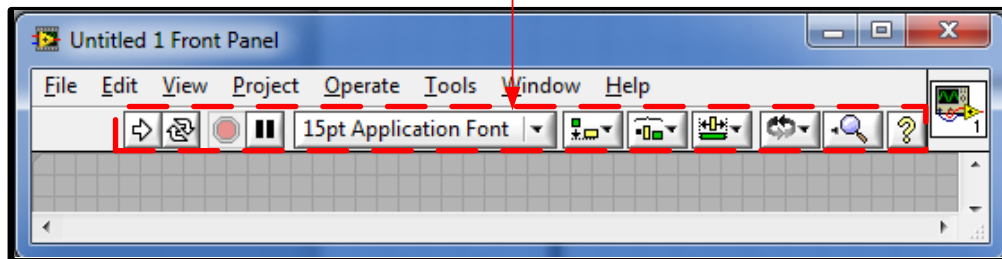 Untitled 1 Front Panel
File Edit View Project Operate Tools Window Help
15pt Application Font
?
1